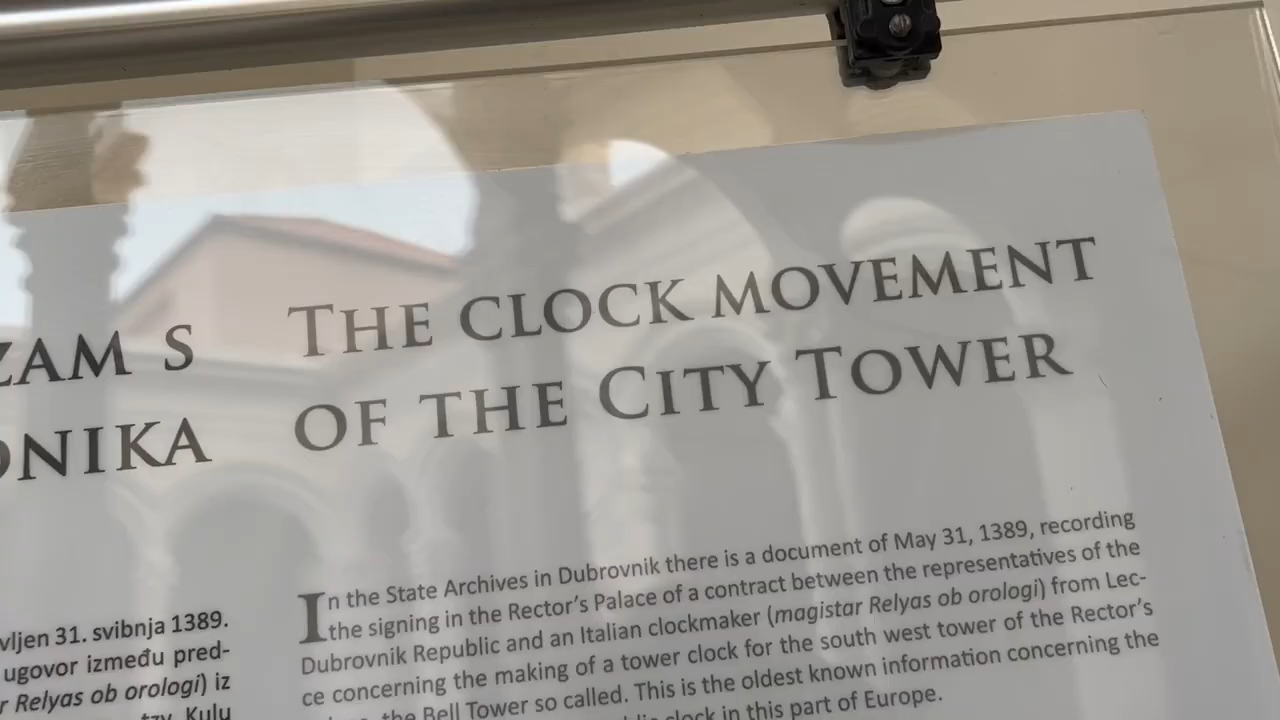 ZAM S
ONIKA
THE CLOCK MOVEMENT
OF THE CITY TOWER
vljen 31. svibnja 1389.
ugovor između pred-
r Relyas ob orologi) iz
tzv. Kulu
In the State Archives in Dubrovnik there is a document of May 31, 1389, recording
the signing in the Rector's Palace of a contract between the representatives of the
Dubrovnik Republic and an Italian clockmaker (magistar Relyas ob orologi) from Lec-
ce concerning the making of a tower clock for the south west tower of the Rector's
the Bell Tower so called. This is the oldest known information concerning the
clock in this part of Europe.